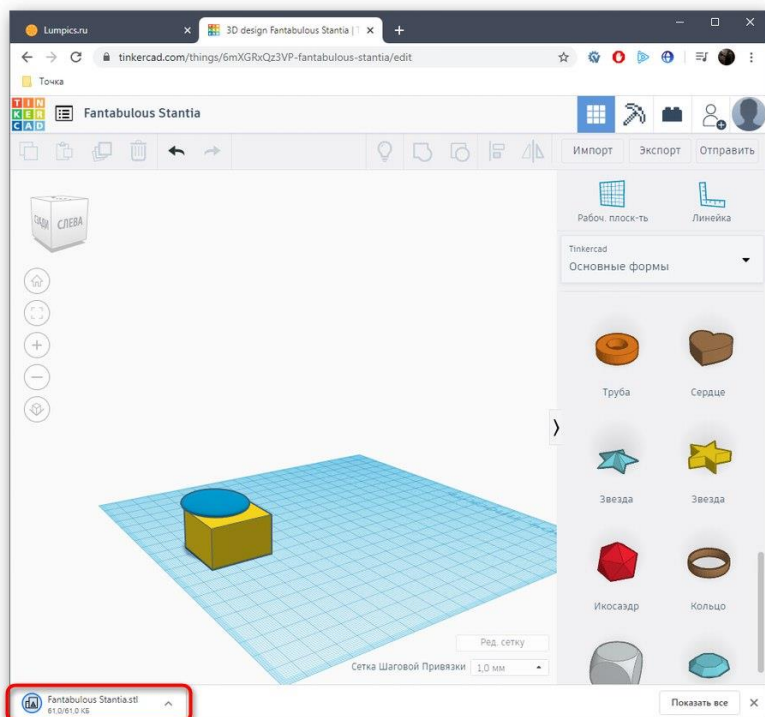 Lumpics.ru
3D design Fantabulous Stantia | T
tinkercad.com/things/6mXGRxQz3VP-fantabulous-stantia/edit
Точка
TIN
KER
CAD
Fantabulous Stantia
Импорт
Экспорт
Отправить
СЛЕВА
Рабоч. плоск-ть
Линейка
Tinkercad
Основные формы
Труба
Сердце
Звезда
Звезда
Икосаэдр
Кольцо
Ред. сетку
Сетка Шаговой Привязки
1,0 мм
Fantabulous Stantia.stl
61,0/61,0 КБ
Показать все